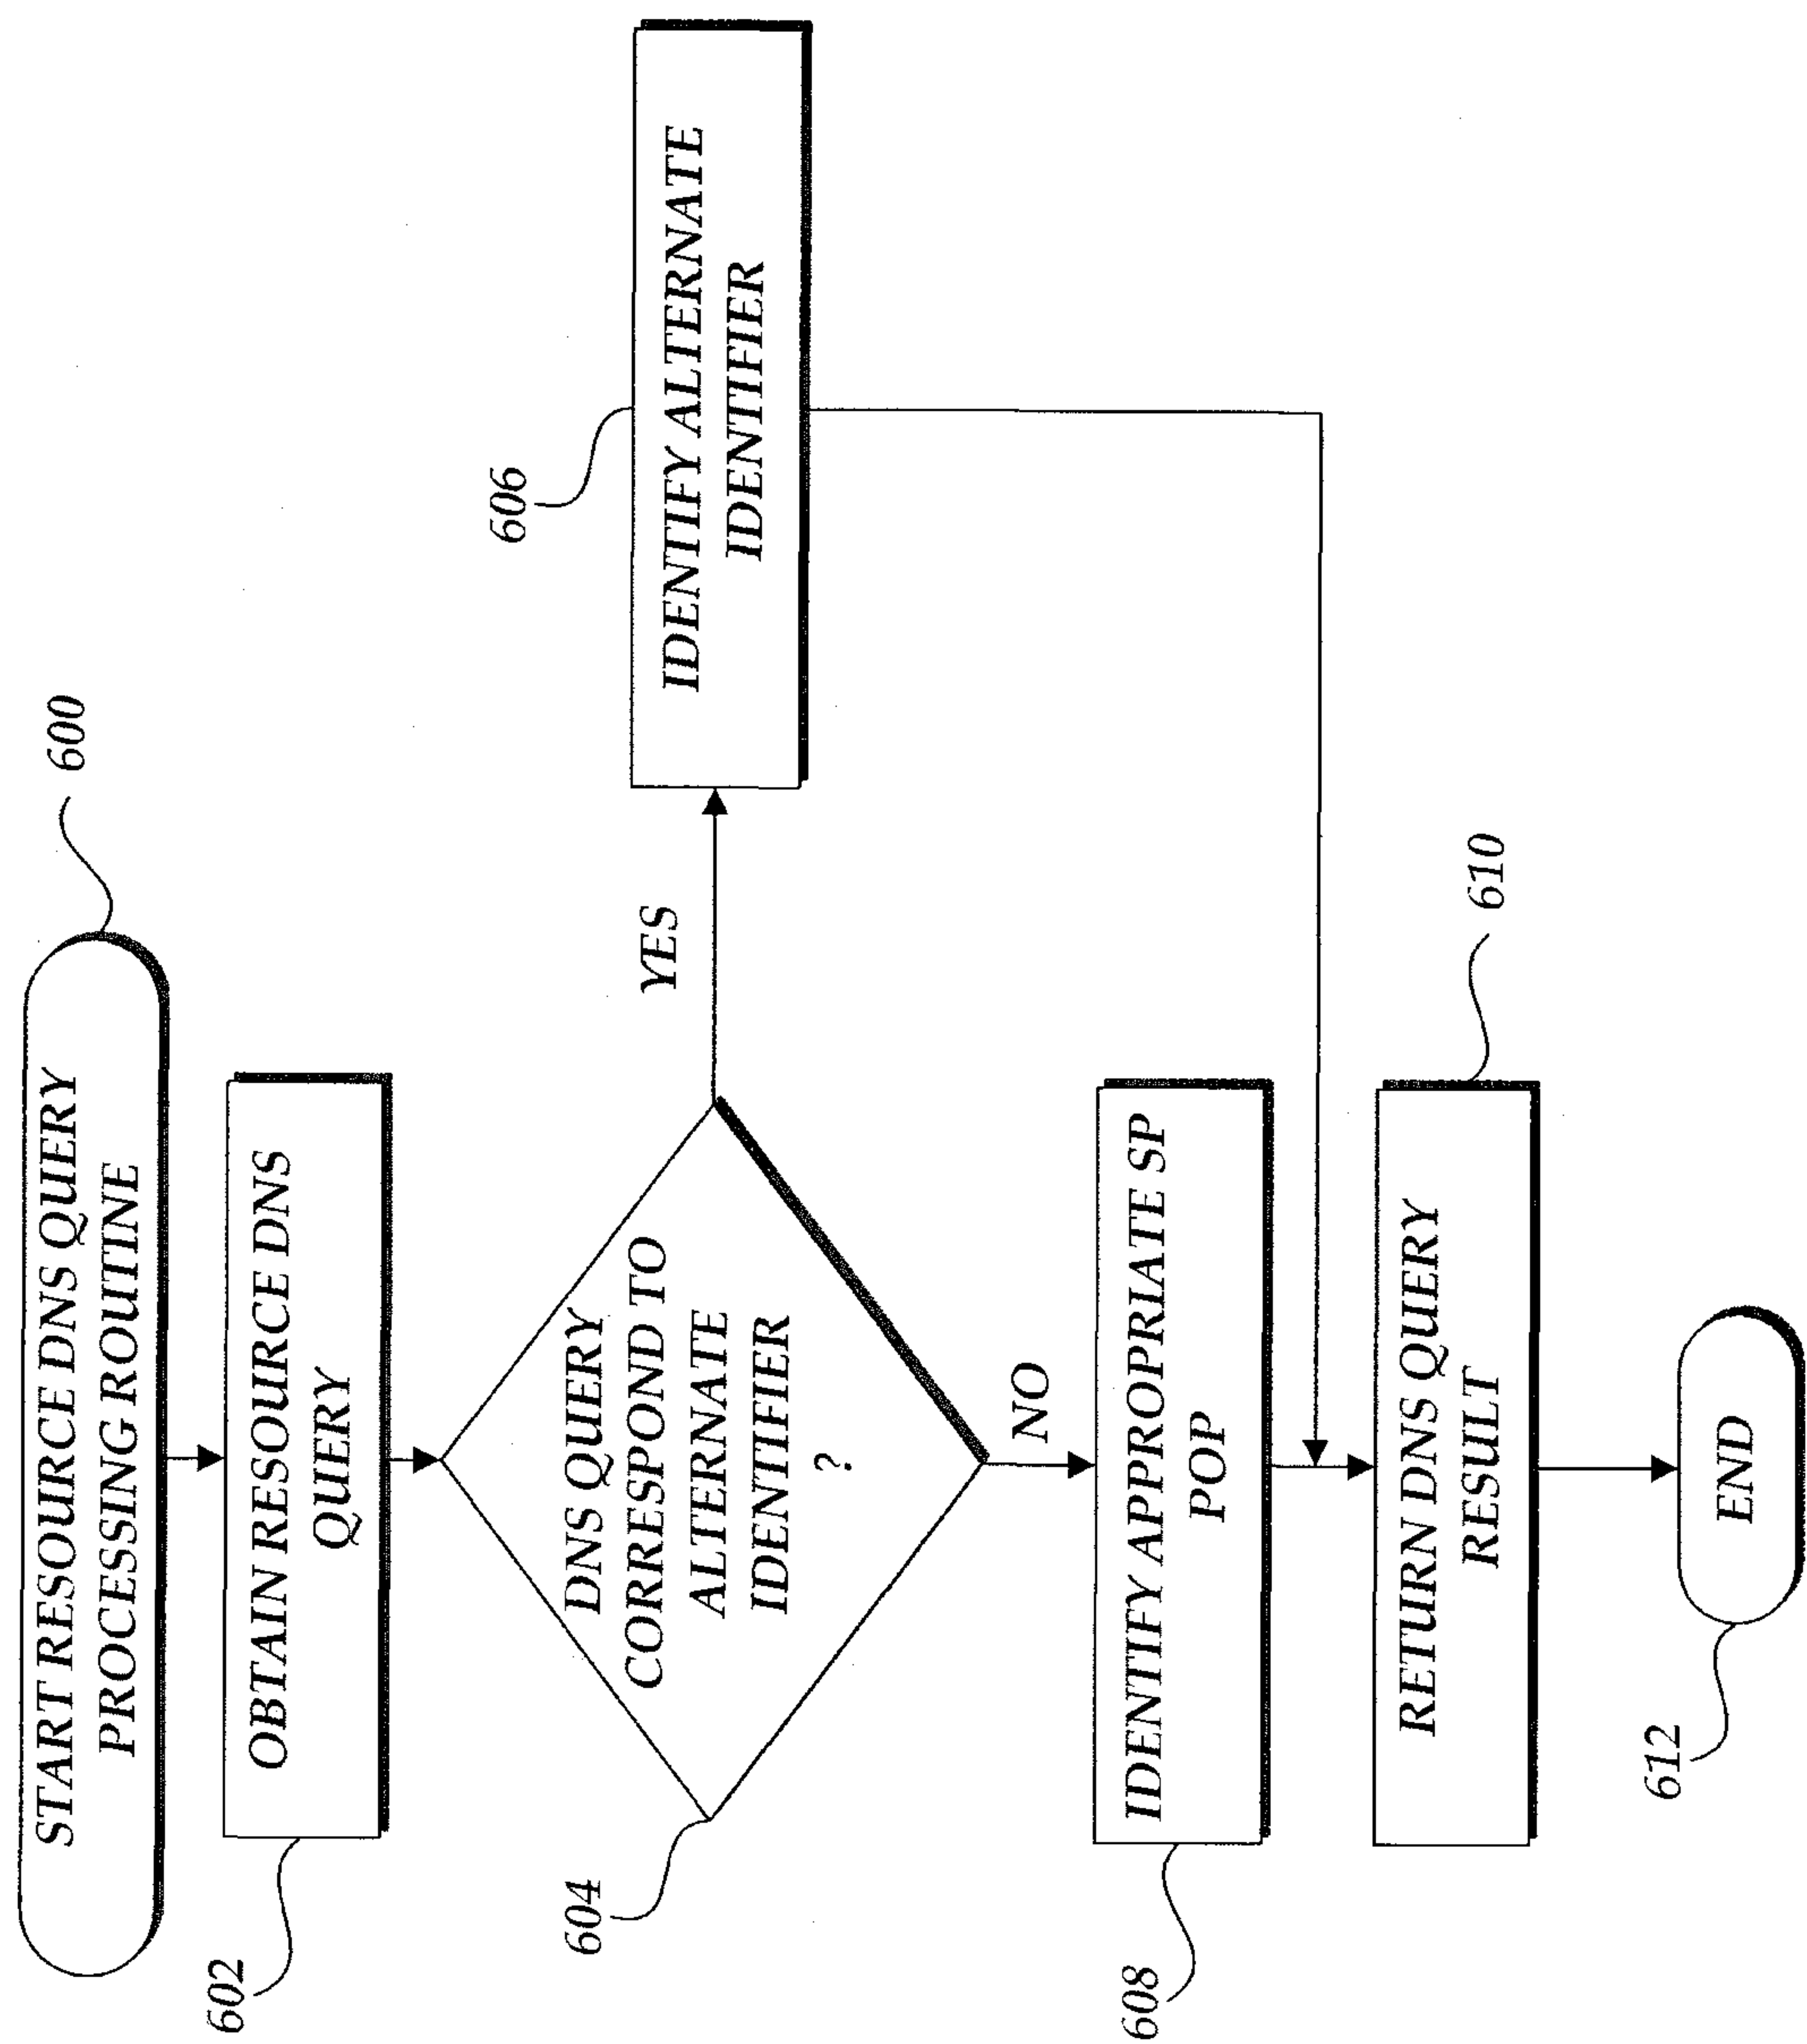 START RESOURCE DNS QUERY
PROCESSING ROUTINE
600
OBTAIN RESOURCE DNS
QUERY
602
DNS QUERY
CORRESPOND TO
ALTERNATE
IDENTIFIER
?
604
YES
IDENTIFY ALTERNATE
IDENTIFIER
606
NO
IDENTIFY APPROPRIATE SP
POP
608
RETURN DNS QUERY
RESULT
610
END
612